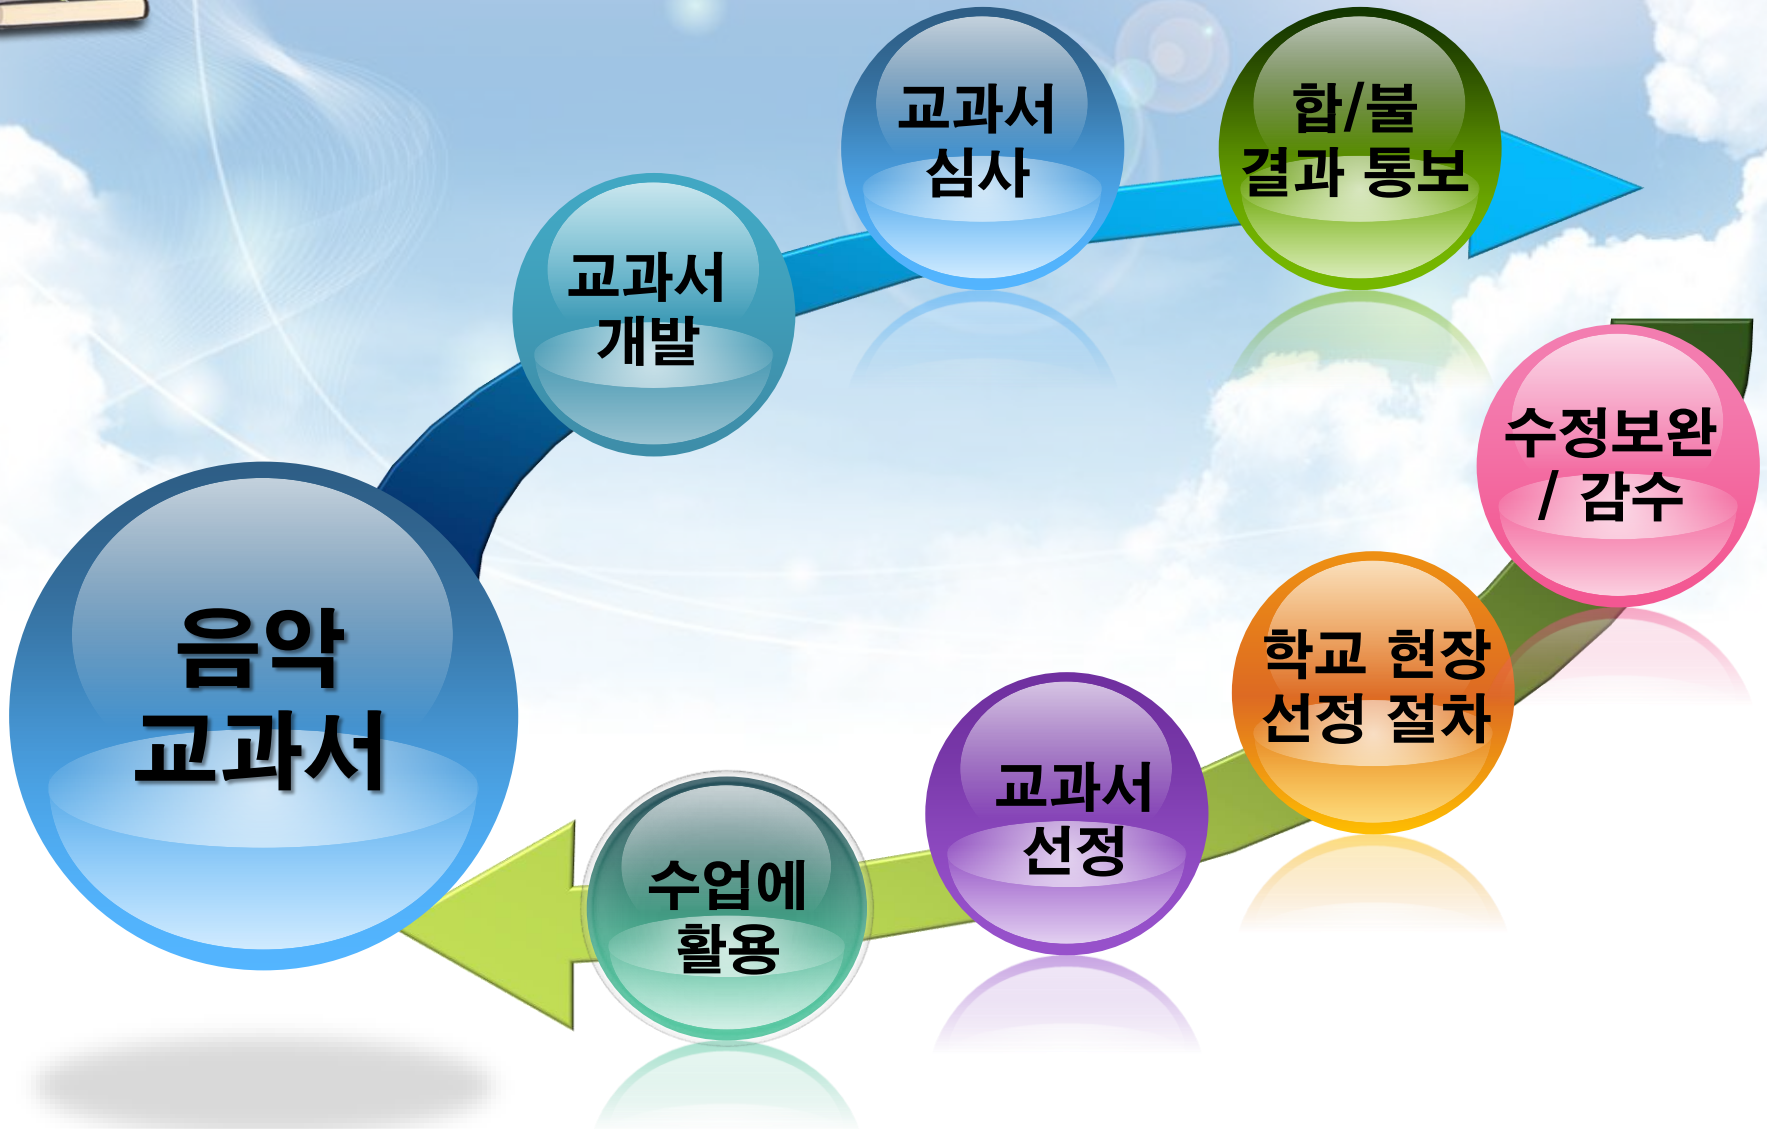 음악
교과서
교과서
개발
교과서
심사
합/불
결과 통보
수정보완
/ 감수
학교 현장
선정 절차
교과서
선정
수업에
활용